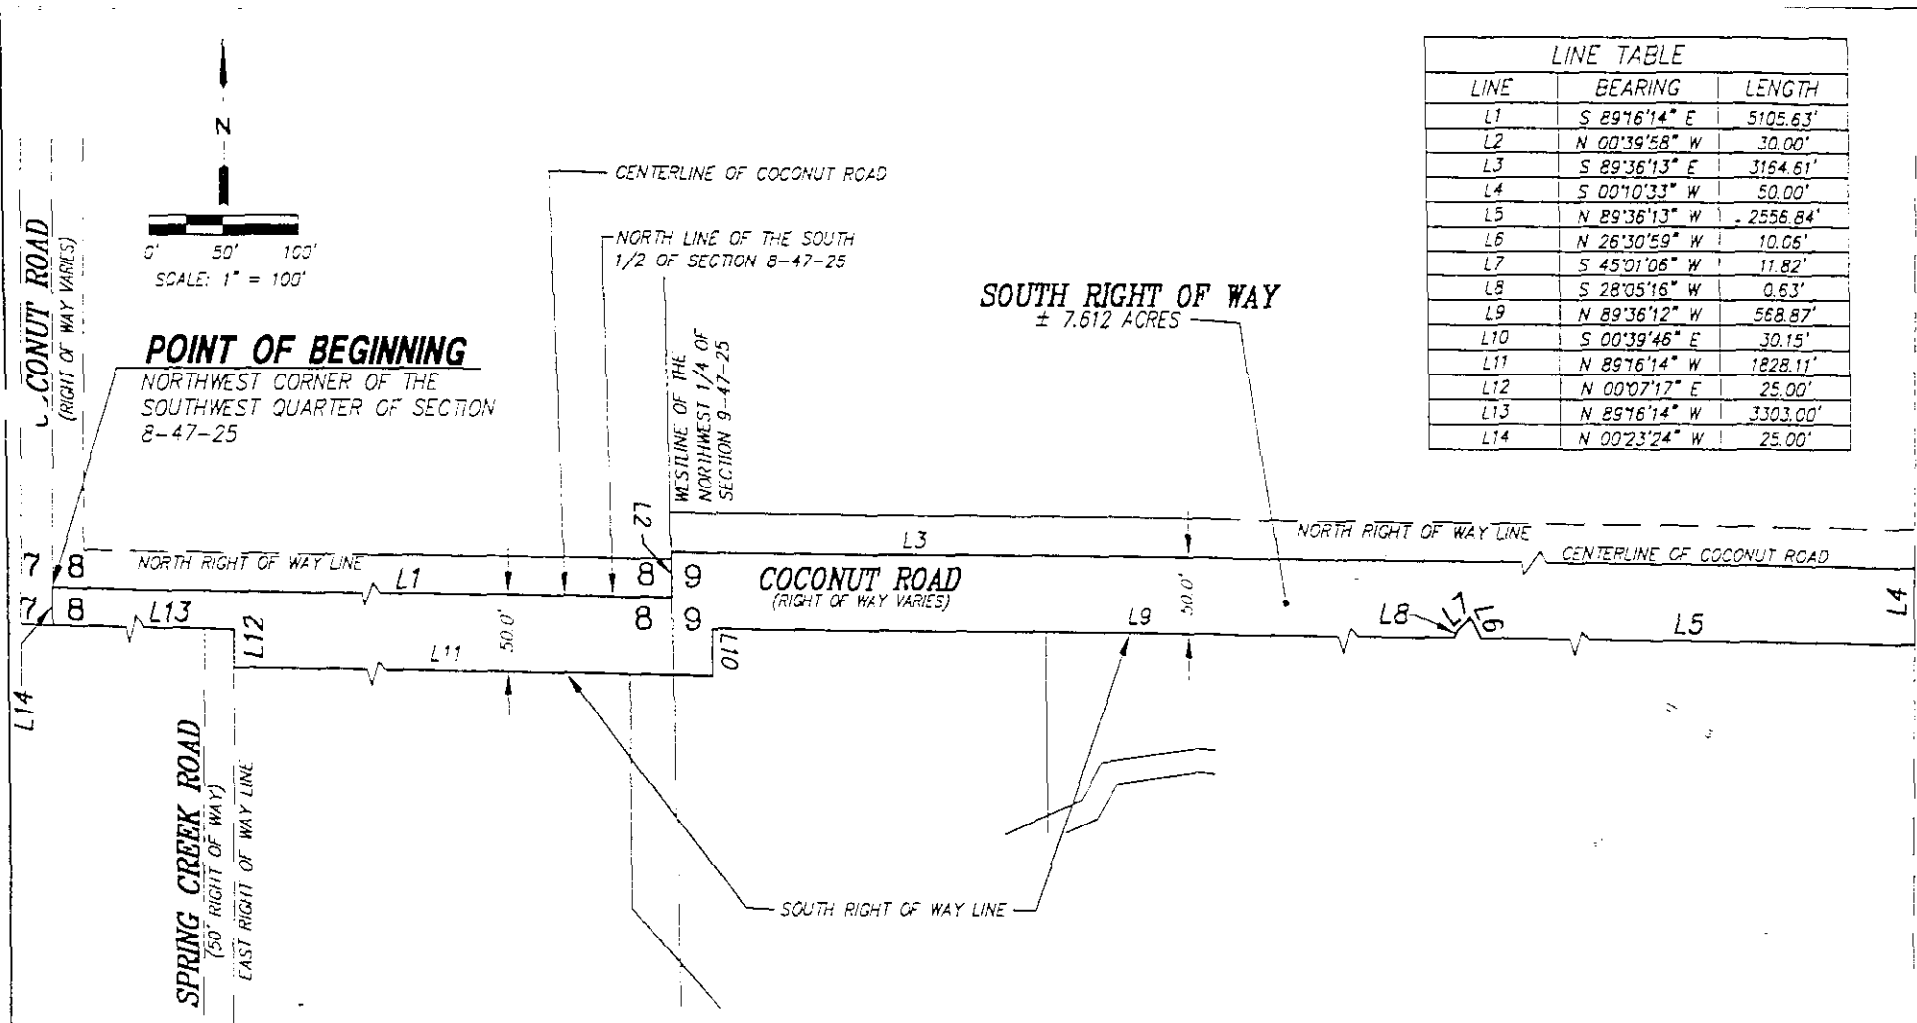 LINE TABLE
LINE BEARING LENGTH
L1 S 89°16'14" E 5105.63'
L2 N 00°39'58" W 30.00'
L3 S 89°36'13" E 3164.61'
L4 S 00°10'33" W 50.00'
L5 N 89°36'13" W 2556.84'
L6 N 26°30'59" W 10.05'
L7 S 45°01'06" W 11.82'
L8 S 28°05'16" W 0.63'
L9 N 89°36'12" W 568.87'
L10 S 00°39'46" E 30.15'
L11 N 89°16'14" W 1828.11'
L12 N 00°07'17" E 25.00'
L13 N 89°16'14" W 3303.00'
L14 N 00°23'24" W 25.00'
N
0' 50' 100'
SCALE: 1" = 100'
CENTERLINE OF COCONUT ROAD
NORTH LINE OF THE SOUTH
1/2 OF SECTION 8-47-25
SOUTH RIGHT OF WAY
± 7.612 ACRES
COCONUT ROAD
(RIGHT OF WAY VARIES)
POINT OF BEGINNING
NORTHWEST CORNER OF THE
SOUTHWEST QUARTER OF SECTION
8-47-25
WESTLINE OF THE
NORTHWEST 1/4 OF
SECTION 9-47-25
L2
L3
NORTH RIGHT OF WAY LINE
CENTERLINE OF COCONUT ROAD
7 8
NORTH RIGHT OF WAY LINE
L1
8 9
COCONUT ROAD
(RIGHT OF WAY VARIES)
50.0'
L4
7 8
L13
L12
50.0'
8 9
L9
L8
L7
L6
L5
L11
L10
L14
SPRING CREEK ROAD
(50' RIGHT OF WAY)
EAST RIGHT OF WAY LINE
SOUTH RIGHT OF WAY LINE